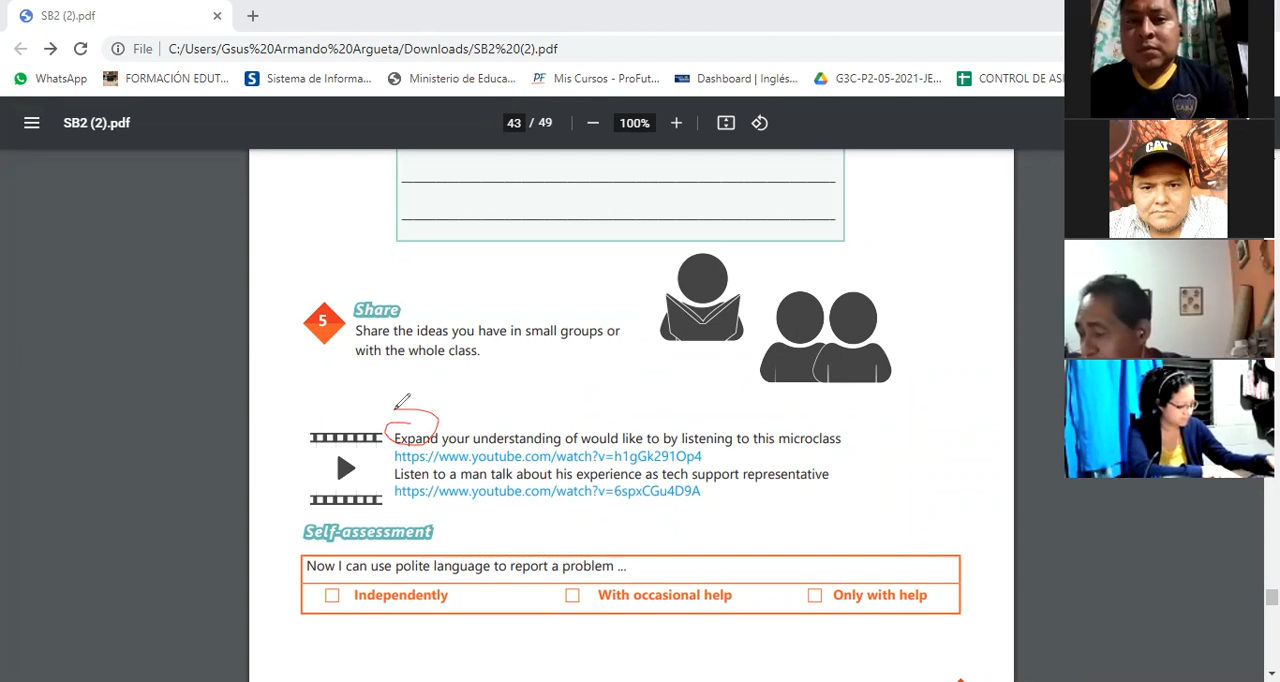 SB2 (2).pdf
File C:/Users/Gsus%20Armando%20Argueta/Downloads/SB2%20(2).pdf
WhatsApp FORMACIÓN EDUT... Sistema de Informa... Ministerio de Educa... PF Mis Cursos - ProFut... Dashboard | Inglés,... G3C-P2-05-2021-JE... CONTROL DE ASI
SB2 (2).pdf 43 / 49 100%
CAT
5 Share
Share the ideas you have in small groups or
with the whole class.
Expand your understanding of would like to by listening to this microclass
https://www.youtube.com/watch?v=h1gGk291Op4
Listen to a man talk about his experience as tech support representative
https://www.youtube.com/watch?v=6spxCGu4D9A
Self-assessment
Now I can use polite language to report a problem ...
Independently With occasional help Only with help